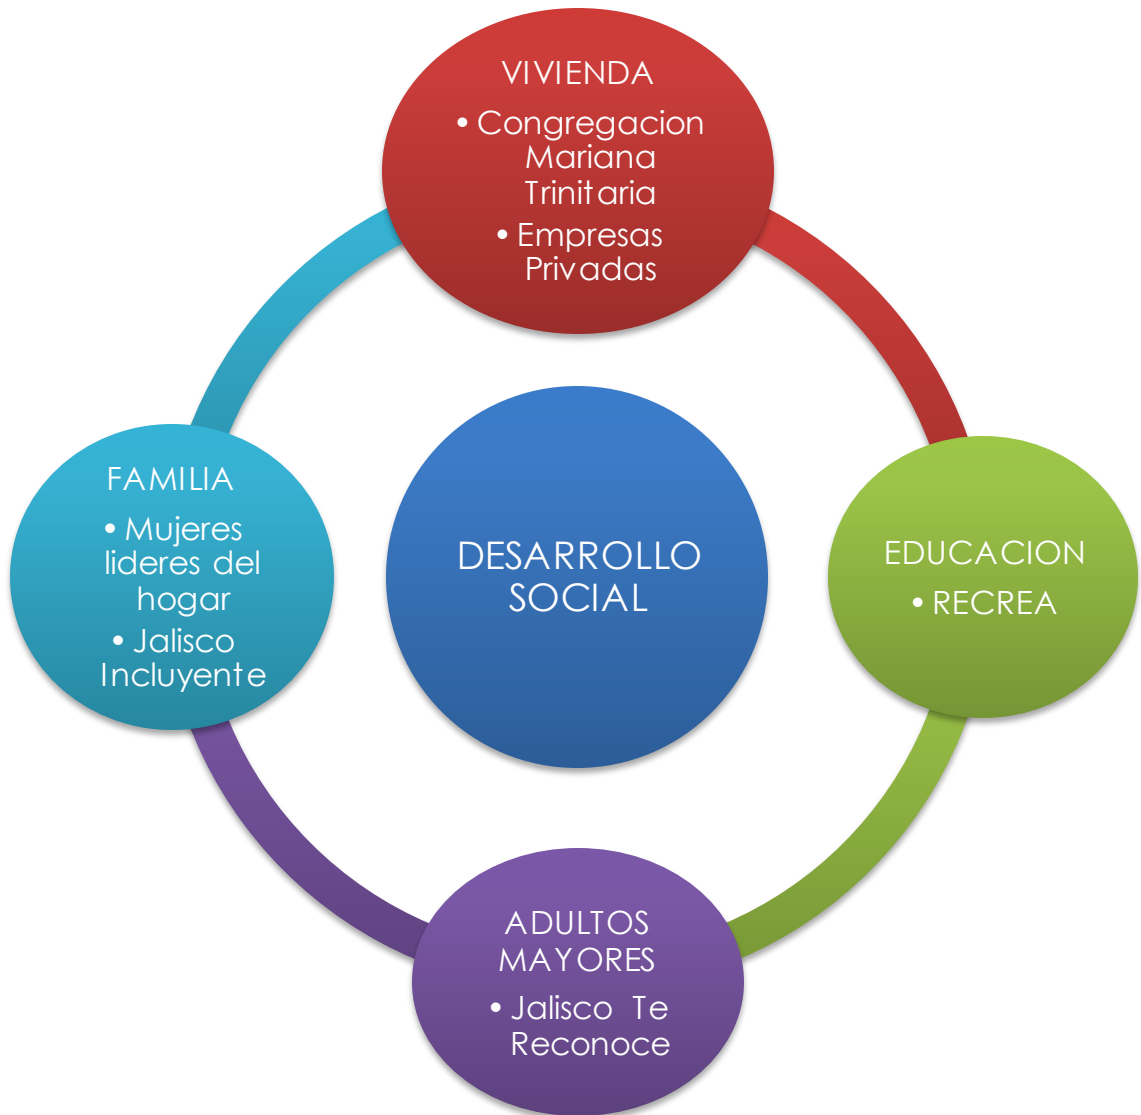 VIVIENDA
• Congregacion
Mariana
Trinitaria
• Empresas
Privadas
FAMILIA
• Mujeres
lideres del
hogar
• Jalisco
Incluyente
DESARROLLO
SOCIAL
EDUCACION
• RECREA
ADULTOS
MAYORES
• Jalisco Te
Reconoce